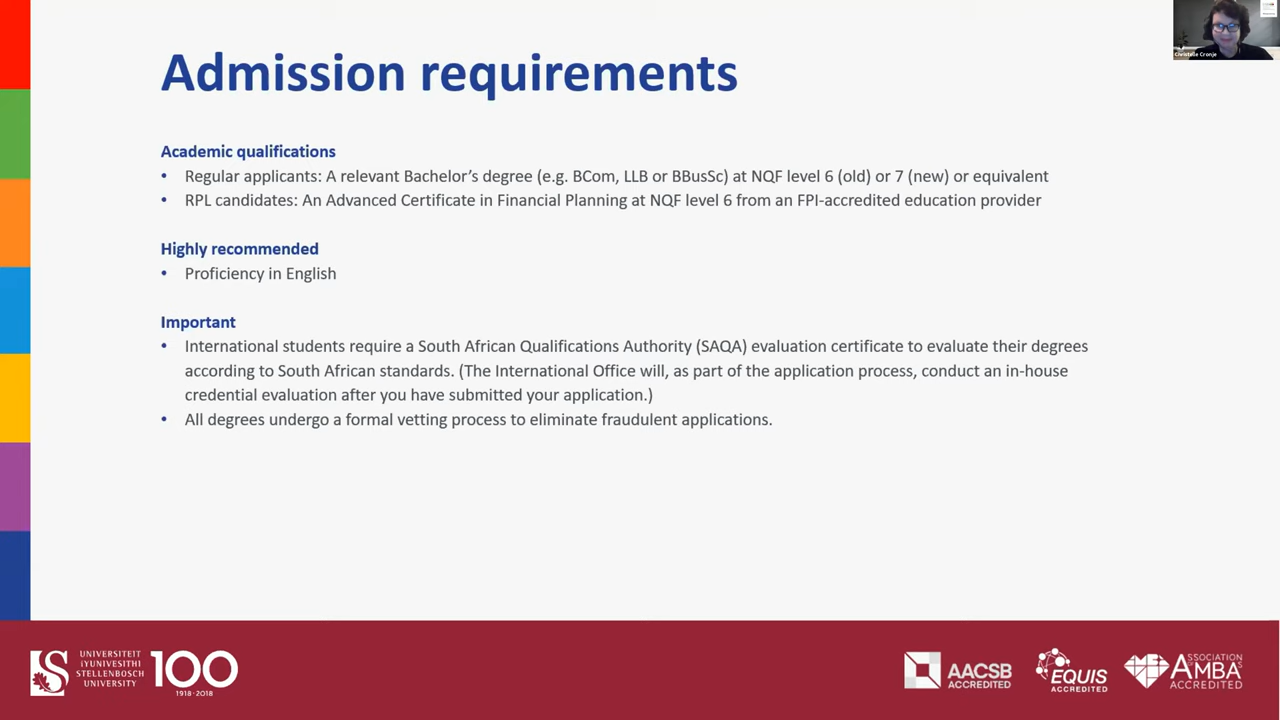 Admission requirements
Christelle Cronje
Academic qualifications
• Regular applicants: A relevant Bachelor's degree (e.g. BCom, LLB or BBusSc) at NQF level 6 (old) or 7 (new) or equivalent
• RPL candidates: An Advanced Certificate in Financial Planning at NQF level 6 from an FPI-accredited education provider
Highly recommended
• Proficiency in English
Important
• International students require a South African Qualifications Authority (SAQA) evaluation certificate to evaluate their degrees
according to South African standards. (The International Office will, as part of the application process, conduct an in-house
credential evaluation after you have submitted your application.)
• All degrees undergo a formal vetting process to eliminate fraudulent applications.
UNIVERSITEIT
iYUNIVESITHI
STELLENBOSCH
UNIVERSITY
100
1918·2018
AACSB
ACCREDITED
EQUIS
ACCREDITED
ASSOCIATION
AMBA
ACCREDITED